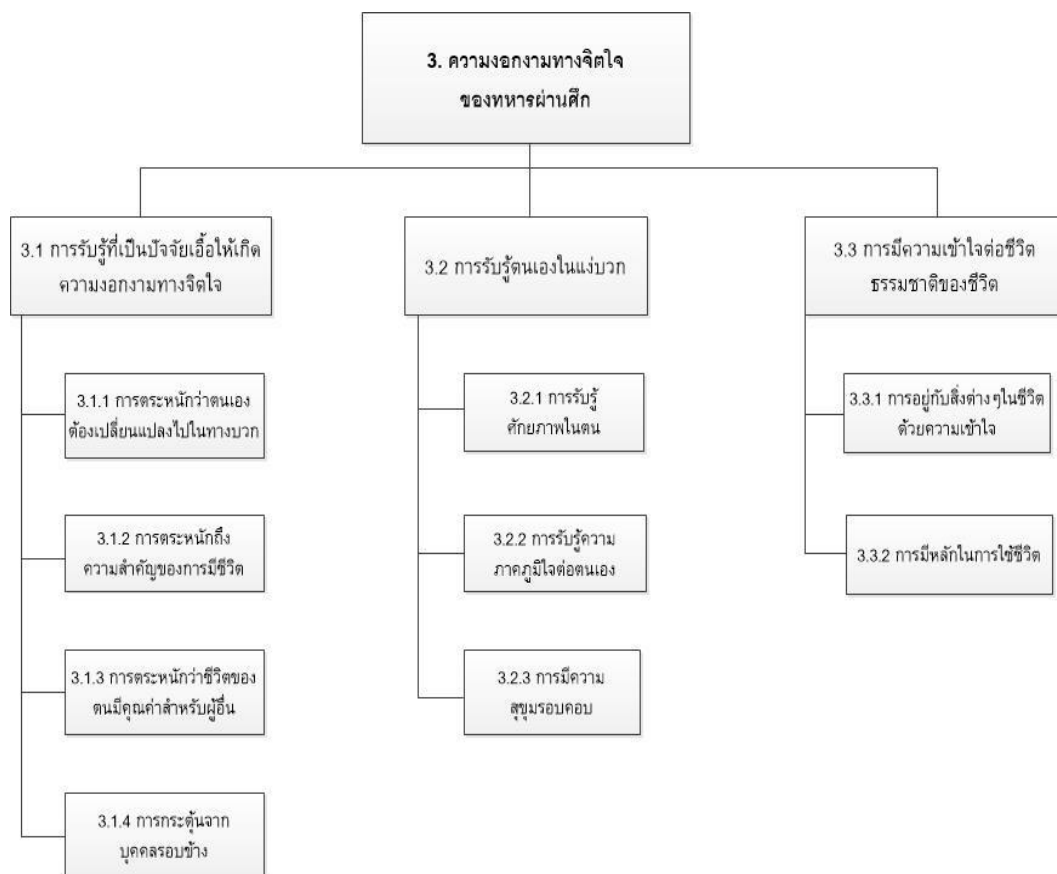 3. ความงอกงามทางจิตใจ
ของทหารผ่านศึก
3.1 การรับรู้ที่เป็นปัจจัยเอื้อให้เกิด
ความงอกงามทางจิตใจ
3.1.1 การตระหนักว่าตนเอง
ต้องเปลี่ยนแปลงไปในทางบวก
3.1.2 การตระหนักถึง
ความสำคัญของการมีชีวิต
3.1.3 การตระหนักว่าชีวิตของ
ตนมีคุณค่าสำหรับผู้อื่น
3.1.4 การกระตุ้นจาก
บุคคลรอบข้าง
3.2 การรับรู้ตนเองในแง่บวก
3.2.1 การรับรู้
ศักยภาพในตน
3.2.2 การรับรู้ความ
ภาคภูมิใจต่อตนเอง
3.2.3 การมีความ
สุขุมรอบคอบ
3.3 การมีความเข้าใจต่อชีวิต
ธรรมชาติของชีวิต
3.3.1 การอยู่กับสิ่งต่างๆในชีวิต
ด้วยความเข้าใจ
3.3.2 การมีหลักในการใช้ชีวิต